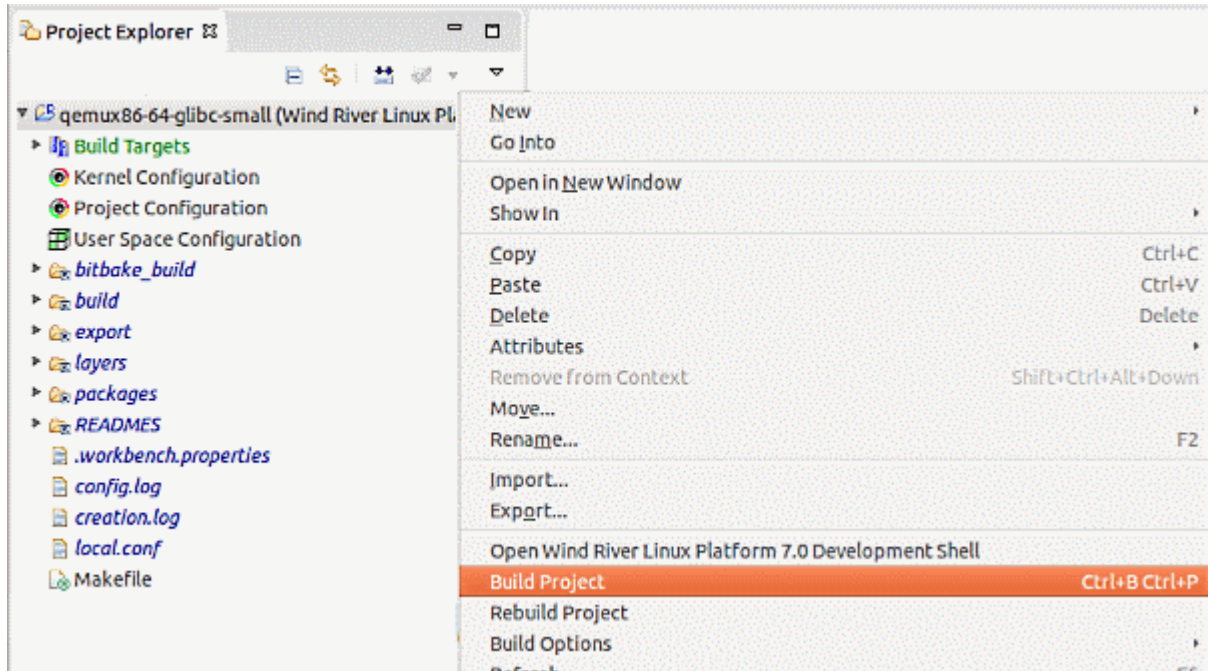 Project Explorer
qemux86-64-glibc-small (Wind River Linux Pl
Build Targets
Kernel Configuration
Project Configuration
User Space Configuration
bitbake_build
build
export
layers
packages
READMES
.workbench.properties
config.log
creation.log
local.conf
Makefile
New
Go Into
Open in New Window
Show In
Copy Ctrl+C
Paste Ctrl+V
Delete Delete
Attributes
Remove from Context Shift+Ctrl+Alt+Down
Move...
Rename... F2
Import...
Export...
Open Wind River Linux Platform 7.0 Development Shell
Build Project Ctrl+B Ctrl+P
Rebuild Project
Build Options